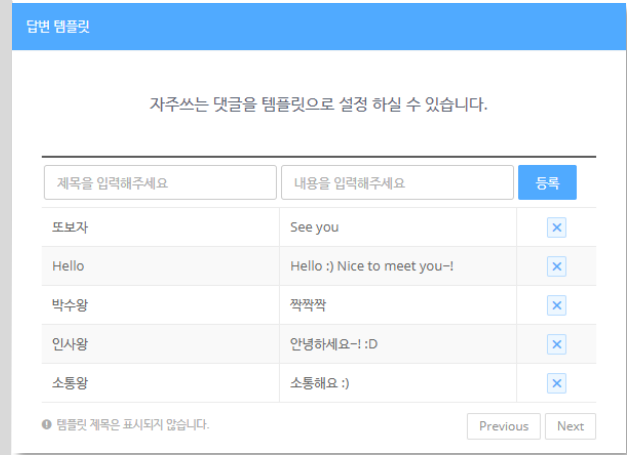 답변 템플릿
자주쓰는 댓글을 템플릿으로 설정 하실 수 있습니다.
제목을 입력해주세요 내용을 입력해주세요 등록
또보자 See you
Hello Hello :) Nice to meet you~!
박수왕 짝짝짝
인사왕 안녕하세요~! :D
소통왕 소통해요 :)
템플릿 제목은 표시되지 않습니다. Previous Next